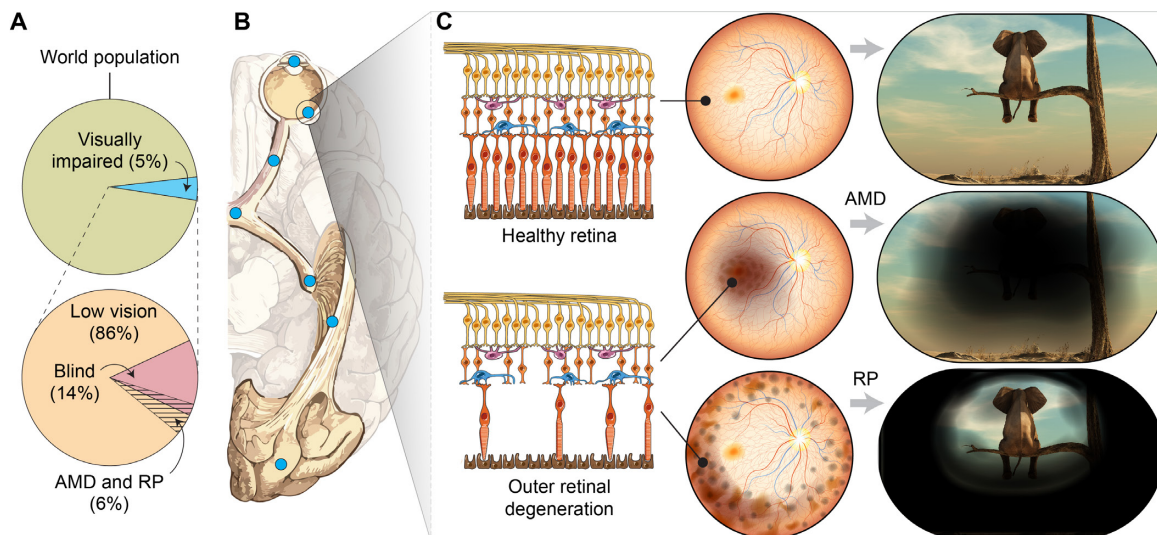 A
World population
Visually
impaired (5%)
Low vision
(86%)
Blind
(14%)
AMD and RP
(6%)
B
C
Healthy retina
Outer retinal
degeneration
AMD
RP